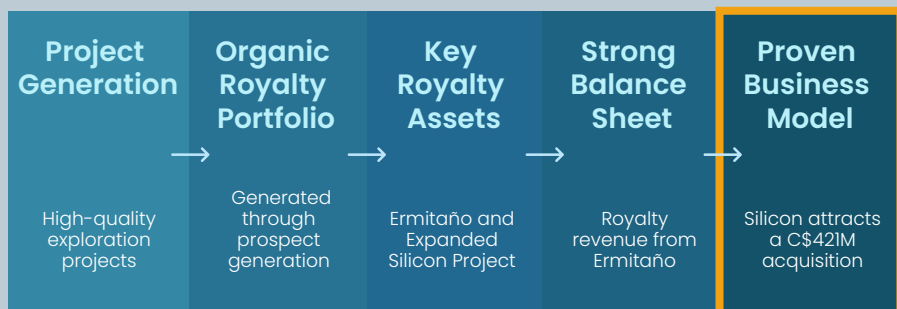 Project
Generation
High-quality
exploration
projects
Organic
Royalty
Portfolio
Generated
through
prospect
generation
Key
Royalty
Assets
Ermitaño and
Expanded
Silicon Project
Strong
Balance
Sheet
Royalty
revenue from
Ermitaño
Proven
Business
Model
Silicon attracts
a C$421M
acquisition